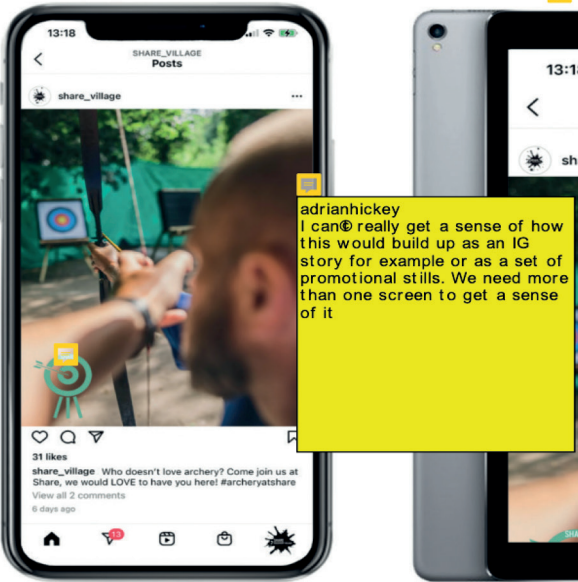 13:18
SHARE_VILLAGE
Posts
share_village
adrianhickey
I can® really get a sense of how
this would build up as an IG
story for example or as a set of
promotional stills. We need more
than one screen to get a sense
of it
31 likes
share_village Who doesn't love archery? Come join us at
Share, we would LOVE to have you here! #archeryatshare
View all 2 comments
6 days ago
13
13:18
sh
SHA